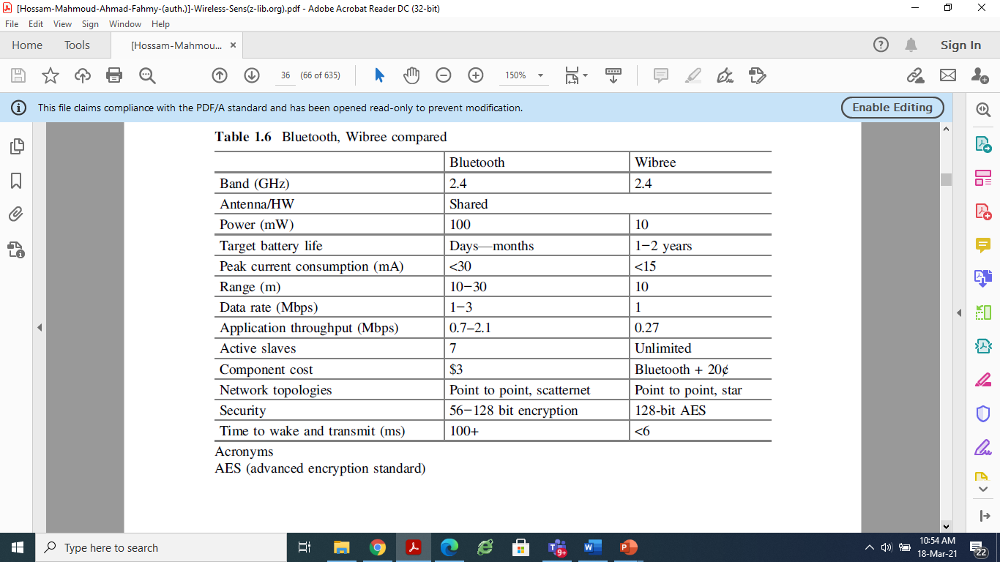 [Hossam-Mahmoud-Ahmad-Fahmy-(auth.)]-Wireless-Sens(z-lib.org).pdf - Adobe Acrobat Reader DC (32-bit)
File Edit View Sign Window Help
Home Tools [Hossam-Mahmou... × Sign In
36 (66 of 635) 150%
This file claims compliance with the PDF/A standard and has been opened read-only to prevent modification. Enable Editing
Table 1.6 Bluetooth, Wibree compared
Bluetooth Wibree
Band (GHz) 2.4 2.4
Antenna/HW Shared
Power (mW) 100 10
Target battery life Days—months 1−2 years
Peak current consumption (mA) <30 <15
Range (m) 10−30 10
Data rate (Mbps) 1−3 1
Application throughput (Mbps) 0.7–2.1 0.27
Active slaves 7 Unlimited
Component cost $3 Bluetooth + 20¢
Network topologies Point to point, scatternet Point to point, star
Security 56−128 bit encryption 128-bit AES
Time to wake and transmit (ms) 100+ <6
Acronyms
AES (advanced encryption standard)
Type here to search 9+ 10:54 AM
18-Mar-21 22